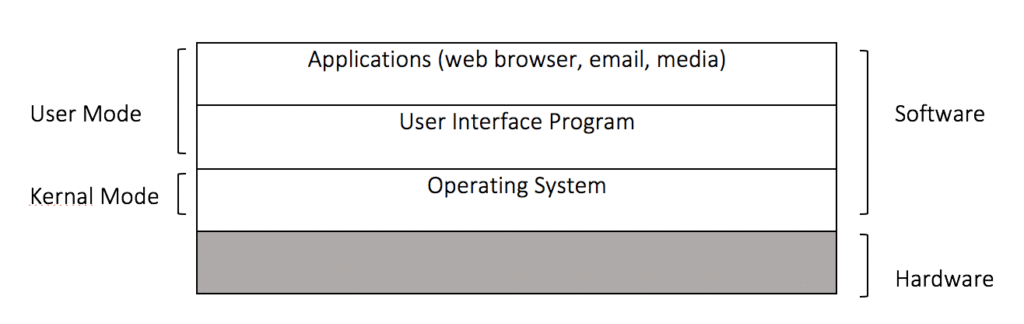 Applications (web browser, email, media)
User Mode
Software
User Interface Program
Kernal Mode
Operating System
Hardware